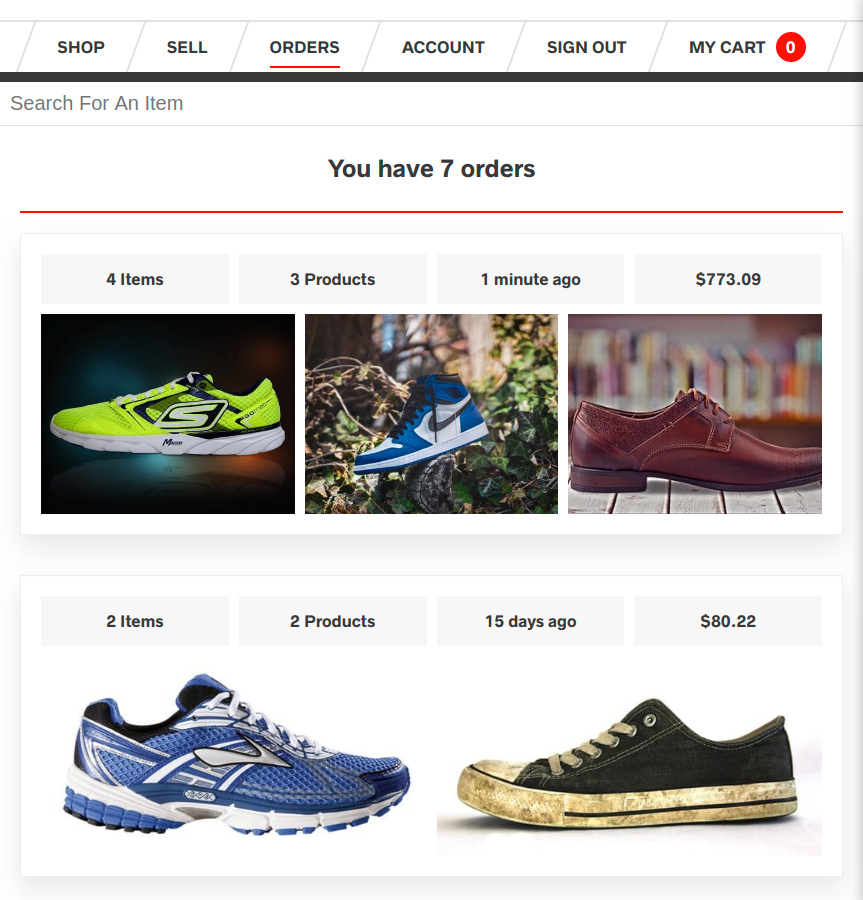 SHOP SELL ORDERS ACCOUNT SIGN OUT MY CART 0
Search For An Item
You have 7 orders
4 Items 3 Products 1 minute ago $773.09
2 Items 2 Products 15 days ago $80.22